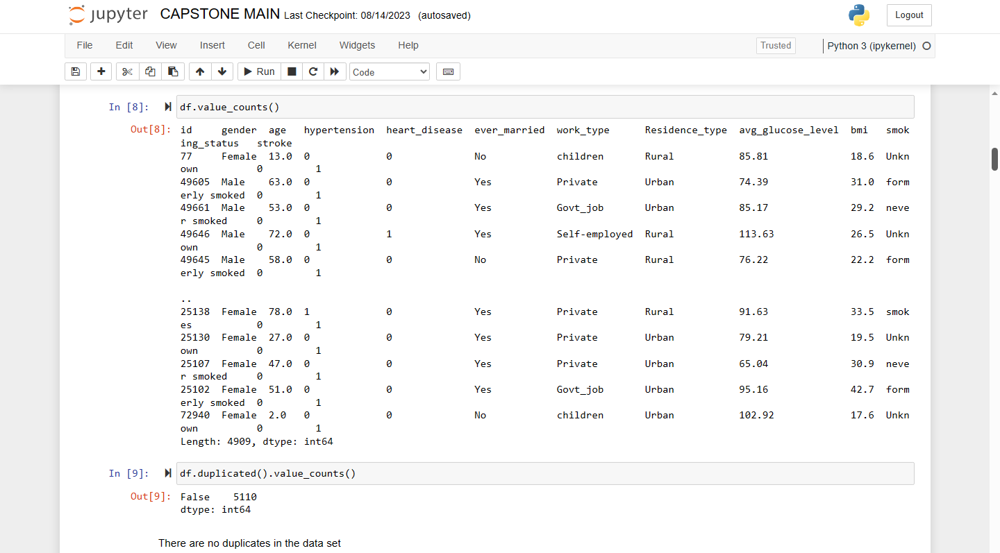 jupyter CAPSTONE MAIN Last Checkpoint: 08/14/2023 (autosaved) Logout
File Edit View Insert Cell Kernel Widgets Help Trusted Python 3 (ipykernel)
Run Code
In [8]: df.value_counts()
Out[8]: id gender age hypertension heart_disease ever_married work_type Residence_type avg_glucose_level bmi smok
ing_status stroke
77 Female 13.0 0 0 No children Rural 85.81 18.6 Unkn
own 0 1
49605 Male 63.0 0 0 Yes Private Urban 74.39 31.0 form
erly smoked 0 1
49661 Male 53.0 0 0 Yes Govt_job Urban 85.17 29.2 neve
r smoked 0 1
49646 Male 72.0 0 1 Yes Self-employed Rural 113.63 26.5 Unkn
own 0 1
49645 Male 58.0 0 0 No Private Rural 76.22 22.2 form
erly smoked 0 1
..
25138 Female 78.0 1 0 Yes Private Rural 91.63 33.5 smok
es 0 1
25130 Female 27.0 0 0 Yes Private Urban 79.21 19.5 Unkn
own 0 1
25107 Female 47.0 0 0 Yes Private Urban 65.04 30.9 neve
r smoked 0 1
25102 Female 51.0 0 0 Yes Govt_job Urban 95.16 42.7 form
erly smoked 0 1
72940 Female 2.0 0 0 No children Urban 102.92 17.6 Unkn
own 0 1
Length: 4909, dtype: int64
In [9]: df.duplicated().value_counts()
Out[9]: False 5110
dtype: int64
There are no duplicates in the data set